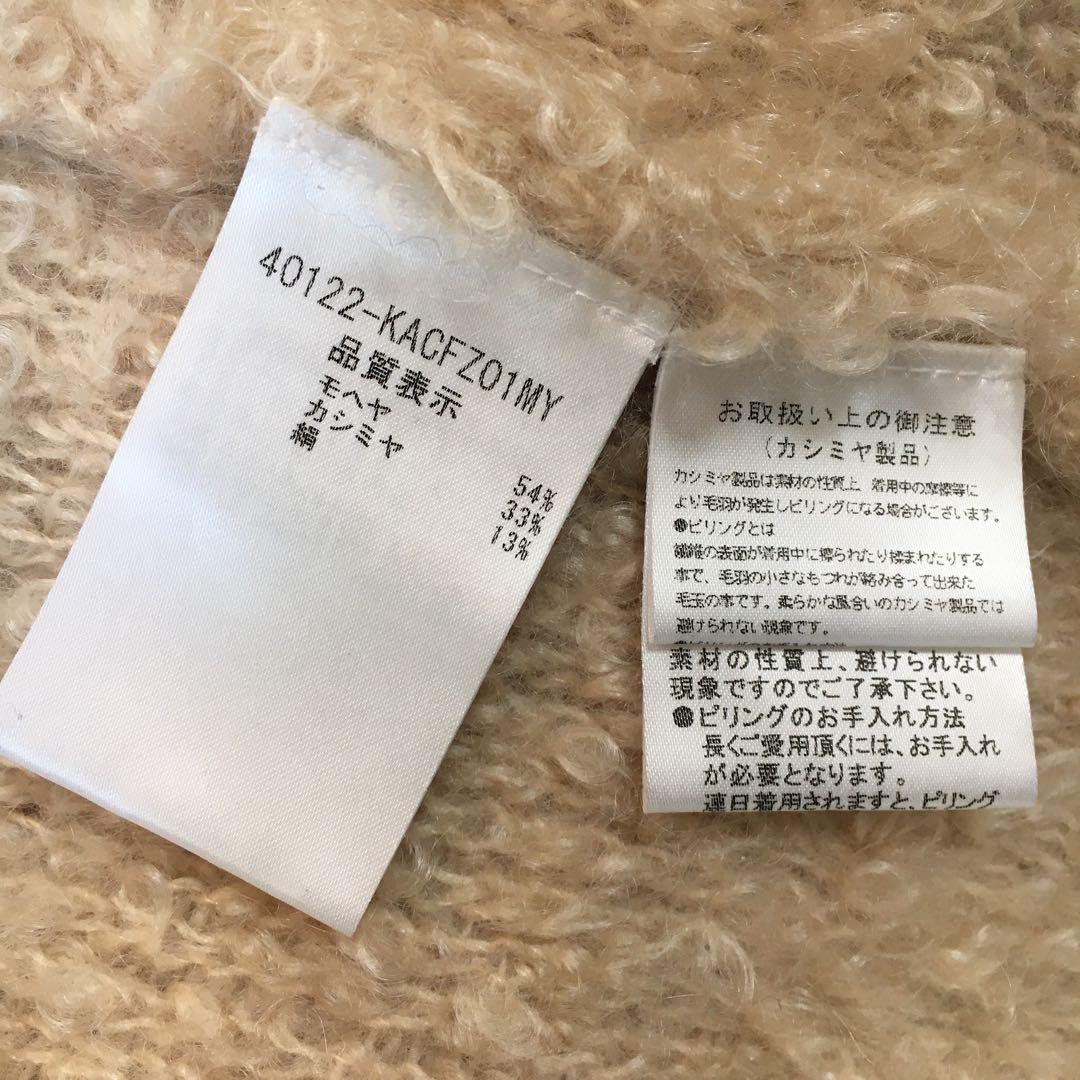 40122-KACFZ01MY
品質表示
モヘヤ 54%
カシミヤ 33%
絹 13%
お取扱い上の御注意
(カシミヤ製品)
カシミヤ製品は素材の性質上、着用中の摩擦等に
より毛羽が発生しピリングになる場合がございます。
●ピリングとは
繊維の表面が着用中に擦られたり揉まれたりする
事で、毛羽の小さなもつれが絡み合って出来た
毛玉の事です。柔らかな風合いのカシミヤ製品では
避けられない現象です。
素材の性質上、避けられない
現象ですのでご了承下さい。
●ピリングのお手入れ方法
長くご愛用頂くには、お手入れ
が必要となります。
連日着用されますと、ピリング